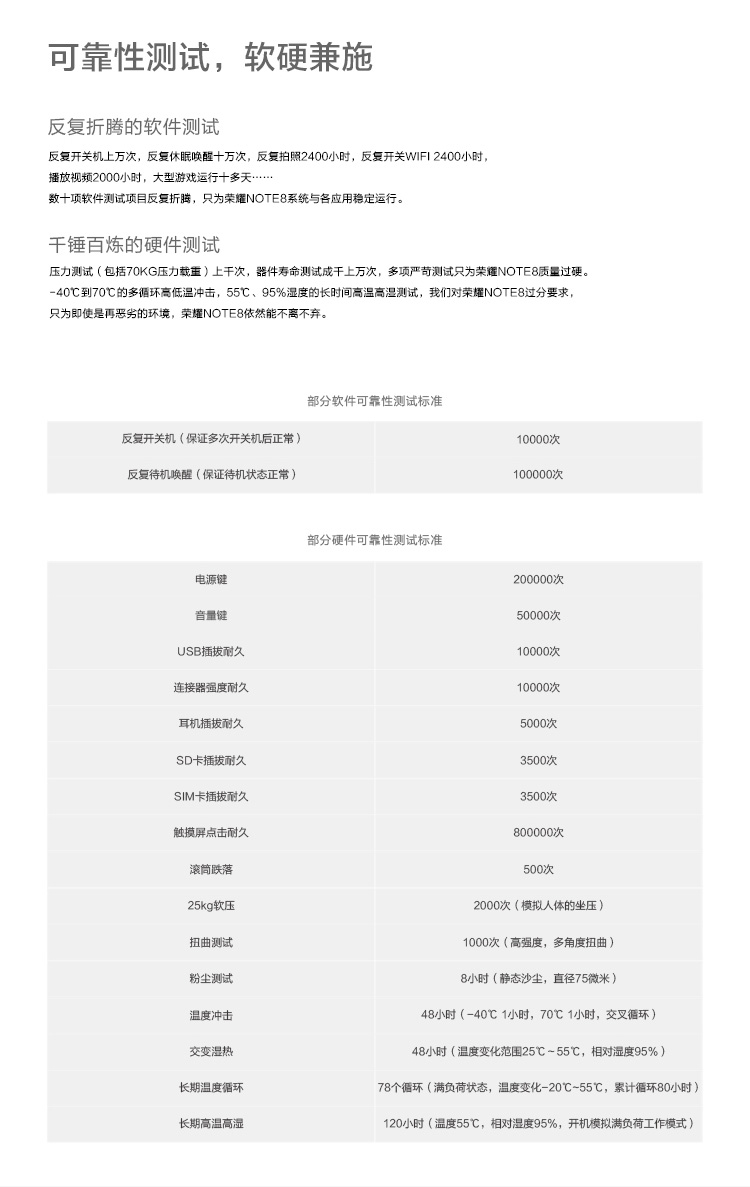 可靠性测试，软硬兼施
反复折腾的软件测试
反复开关机上万次，反复休眠唤醒十万次，反复拍照2400小时，反复开关WIFI 2400小时，
播放视频2000小时，大型游戏运行十多天……
数十项软件测试项目反复折腾，只为荣耀NOTE8系统与各应用稳定运行。
千锤百炼的硬件测试
压力测试（包括70KG压力载重）上千次，器件寿命测试成千上万次，多项严苛测试只为荣耀NOTE8质量过硬。
-40℃到70℃的多循环高低温冲击，55℃、95%湿度的长时间高温高湿测试，我们对荣耀NOTE8过分要求，
只为即使是再恶劣的环境，荣耀NOTE8依然能不离不弃。
部分软件可靠性测试标准
反复开关机（保证多次开关机后正常） 10000次
反复待机唤醒（保证待机状态正常） 100000次
部分硬件可靠性测试标准
电源键 200000次
音量键 50000次
USB插拔耐久 10000次
连接器强度耐久 10000次
耳机插拔耐久 5000次
SD卡插拔耐久 3500次
SIM卡插拔耐久 3500次
触摸屏点击耐久 800000次
滚筒跌落 500次
25kg软压 2000次（模拟人体的坐压）
扭曲测试 1000次（高强度，多角度扭曲）
粉尘测试 8小时（静态沙尘，直径75微米）
温度冲击 48小时（-40℃ 1小时，70℃ 1小时，交叉循环）
交变湿热 48小时（温度变化范围25℃~55℃，相对湿度95%）
长期温度循环 78个循环（满负荷状态，温度变化-20℃~55℃，累计循环80小时）
长期高温高湿 120小时（温度55℃，相对湿度95%，开机模拟满负荷工作模式）